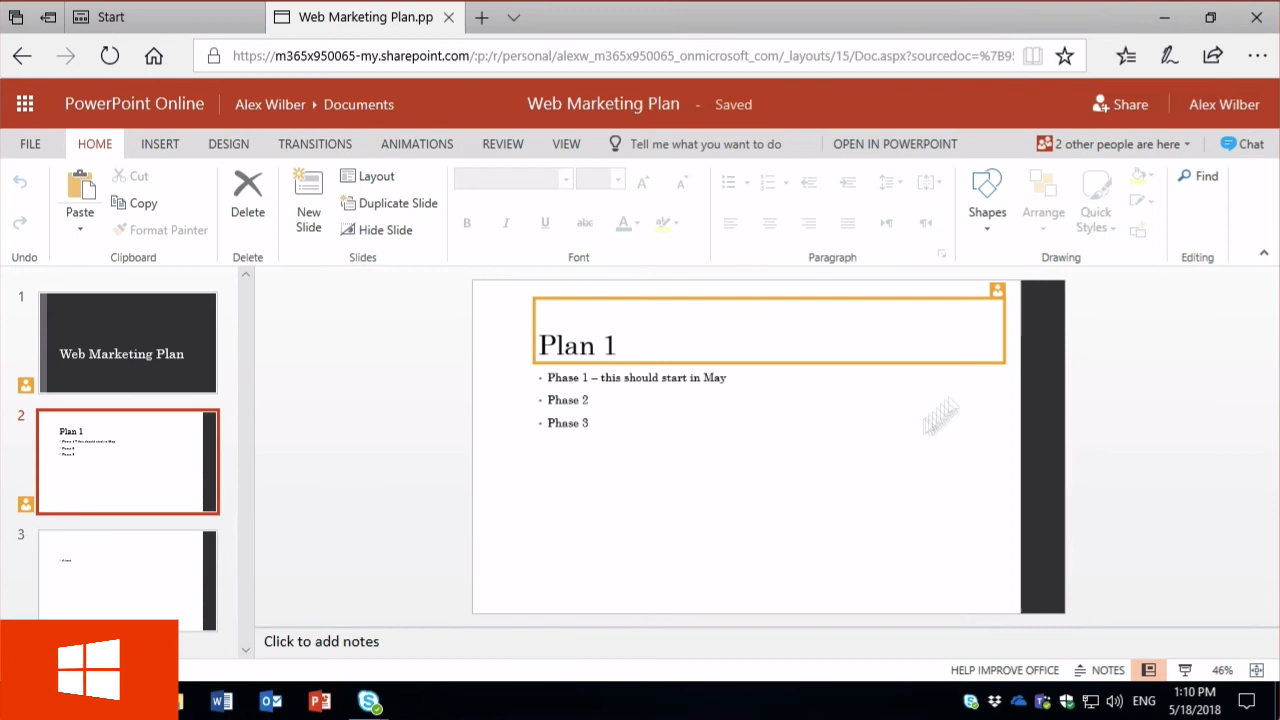 Start
Web Marketing Plan.pp
https://m365x950065-my.sharepoint.com/:p:/r/personal/alexw_m365x950065_onmicrosoft_com/_layouts/15/Doc.aspx?sourcedoc=%7B9
PowerPoint Online
Alex Wilber ▸ Documents
Web Marketing Plan - Saved
Share
Alex Wilber
FILE HOME INSERT DESIGN TRANSITIONS ANIMATIONS REVIEW VIEW Tell me what you want to do OPEN IN POWERPOINT 2 other people are here Chat
Undo
Paste
Cut
Copy
Format Painter
Clipboard
Delete
Delete
New Slide
Layout
Duplicate Slide
Hide Slide
Slides
B I U abc A
Font
Paragraph
Shapes
Arrange
Quick Styles
Drawing
Find
Editing
1
Web Marketing Plan
2
Plan 1
3
Plan 1
• Phase 1 – this should start in May
• Phase 2
• Phase 3
Click to add notes
HELP IMPROVE OFFICE NOTES 46%
ENG
1:10 PM
5/18/2018